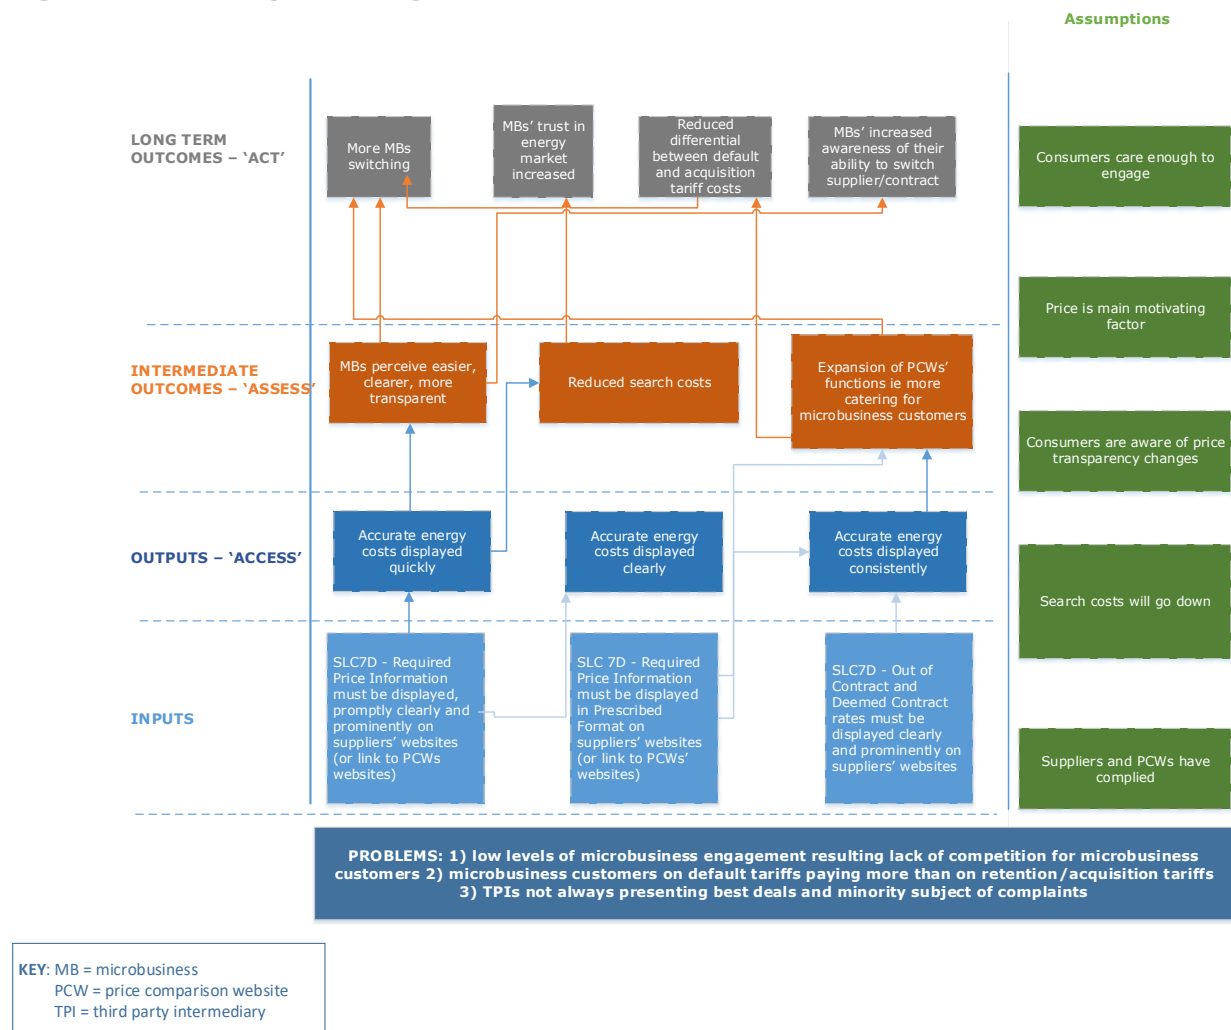 Assumptions
LONG TERM
OUTCOMES – ‘ACT’
More MBs
switching
MBs’ trust in
energy
market
increased
Reduced
differential
between default
and acquisition
tariff costs
MBs’ increased
awareness of their
ability to switch
supplier/contract
Consumers care enough to
engage
Price is main motivating
factor
INTERMEDIATE
OUTCOMES – ‘ASSESS’
MBs perceive easier,
clearer, more
transparent
Reduced search costs
Expansion of PCWs’
functions ie more
catering for
microbusiness customers
Consumers are aware of price
transparency changes
OUTPUTS – ‘ACCESS’
Accurate energy
costs displayed
quickly
Accurate energy
costs displayed
clearly
Accurate energy
costs displayed
consistently
Search costs will go down
INPUTS
SLC7D - Required
Price Information
must be displayed,
promptly clearly and
prominently on
suppliers’ websites
(or link to PCWs
websites)
SLC 7D - Required
Price Information
must be displayed
in Prescribed
Format on
suppliers’ websites
(or link to PCWs’
websites)
SLC7D - Out of
Contract and
Deemed Contract
rates must be
displayed clearly
and prominently on
suppliers’ websites
Suppliers and PCWs have
complied
PROBLEMS: 1) low levels of microbusiness engagement resulting lack of competition for microbusiness
customers 2) microbusiness customers on default tariffs paying more than on retention/acquisition tariffs
3) TPIs not always presenting best deals and minority subject of complaints
KEY: MB = microbusiness
PCW = price comparison website
TPI = third party intermediary